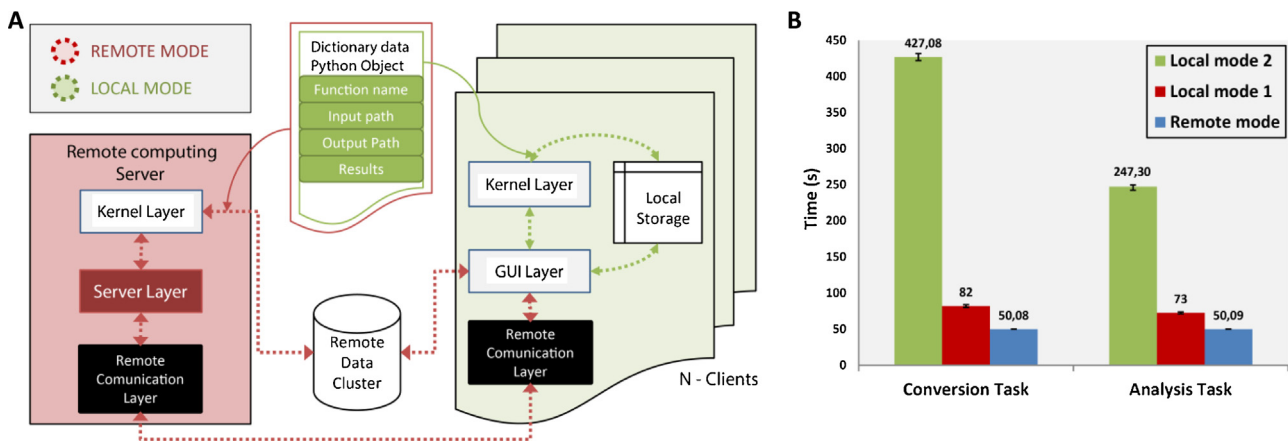 A
REMOTE MODE
LOCAL MODE
Remote computing
Server
Kernel Layer
Server Layer
Remote
Comunication
Layer
Dictionary data
Python Object
Function name
Input path
Output Path
Results
Remote
Data
Cluster
Kernel Layer
Local
Storage
GUI Layer
Remote
Comunication
Layer
N - Clients
B
Time (s)
450
400
350
300
250
200
150
100
50
0
427,08
82
50,08
247,30
73
50,09
Local mode 2
Local mode 1
Remote mode
Conversion Task
Analysis Task